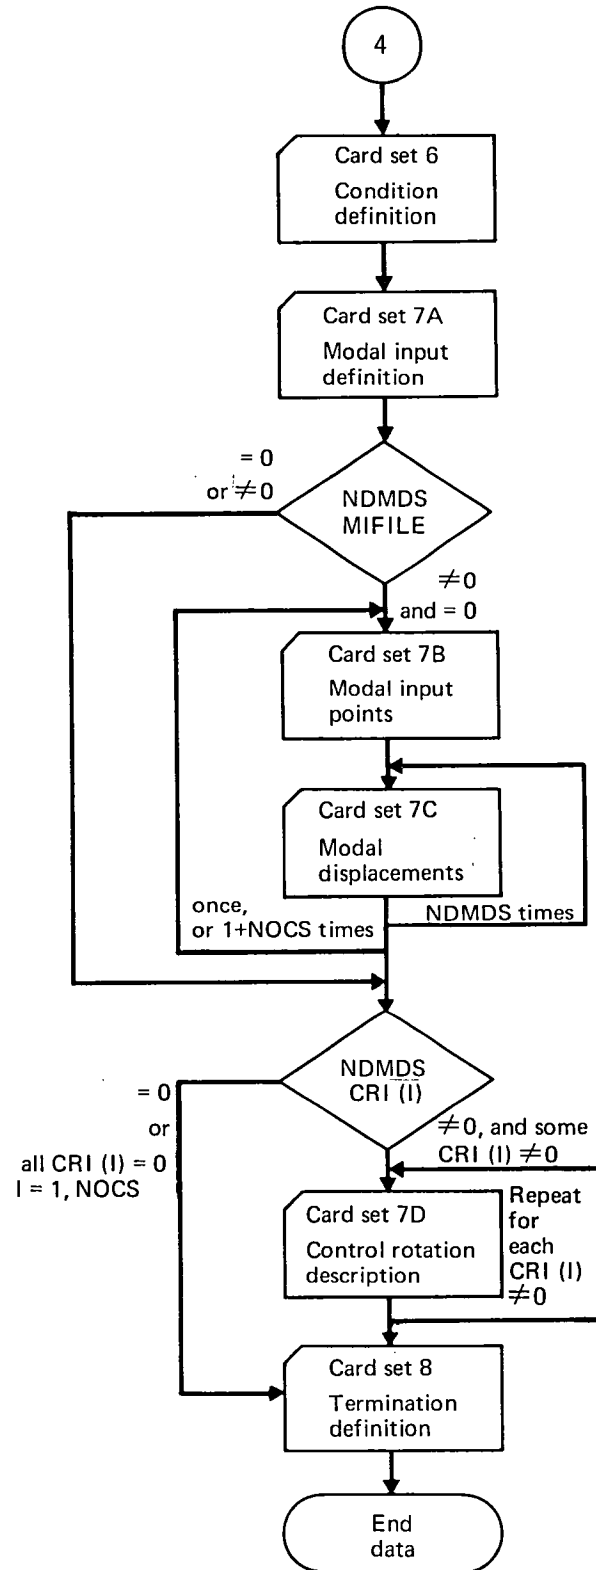 4
Card set 6
Condition
definition
Card set 7A
Modal input
definition
= 0
or ≠0
NDMDS
MIFILE
≠0
and = 0
Card set 7B
Modal input
points
Card set 7C
Modal
displacements
once,
or 1+NOCS times
NDMDS times
NDMDS
CRI (I)
= 0
or
all CRI (I) = 0
I = 1, NOCS
≠0, and some
CRI (I) ≠0
Card set 7D
Control rotation
description
Repeat
for
each
CRI (I)
≠0
Card set 8
Termination
definition
End
data